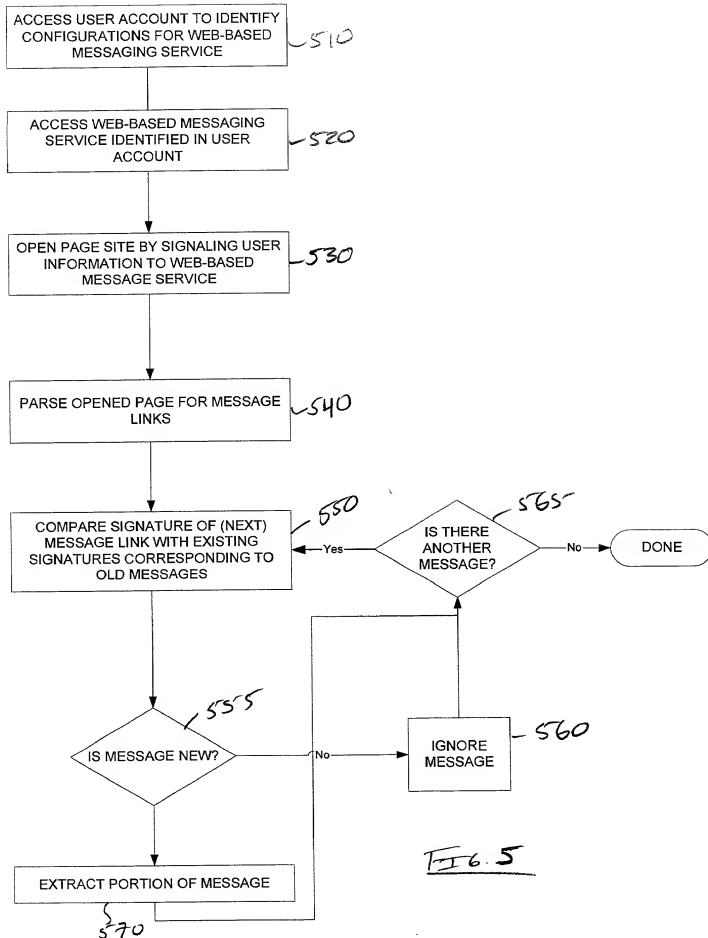 ACCESS USER ACCOUNT TO IDENTIFY
CONFIGURATIONS FOR WEB-BASED
MESSAGING SERVICE
510
ACCESS WEB-BASED MESSAGING
SERVICE IDENTIFIED IN USER
ACCOUNT
520
OPEN PAGE SITE BY SIGNALING USER
INFORMATION TO WEB-BASED
MESSAGE SERVICE
530
PARSE OPENED PAGE FOR MESSAGE
LINKS
540
COMPARE SIGNATURE OF (NEXT)
MESSAGE LINK WITH EXISTING
SIGNATURES CORRESPONDING TO
OLD MESSAGES
550
Yes
IS THERE
ANOTHER
MESSAGE?
565
No
DONE
IS MESSAGE NEW?
555
No
IGNORE
MESSAGE
560
EXTRACT PORTION OF MESSAGE
570
FIG. 5